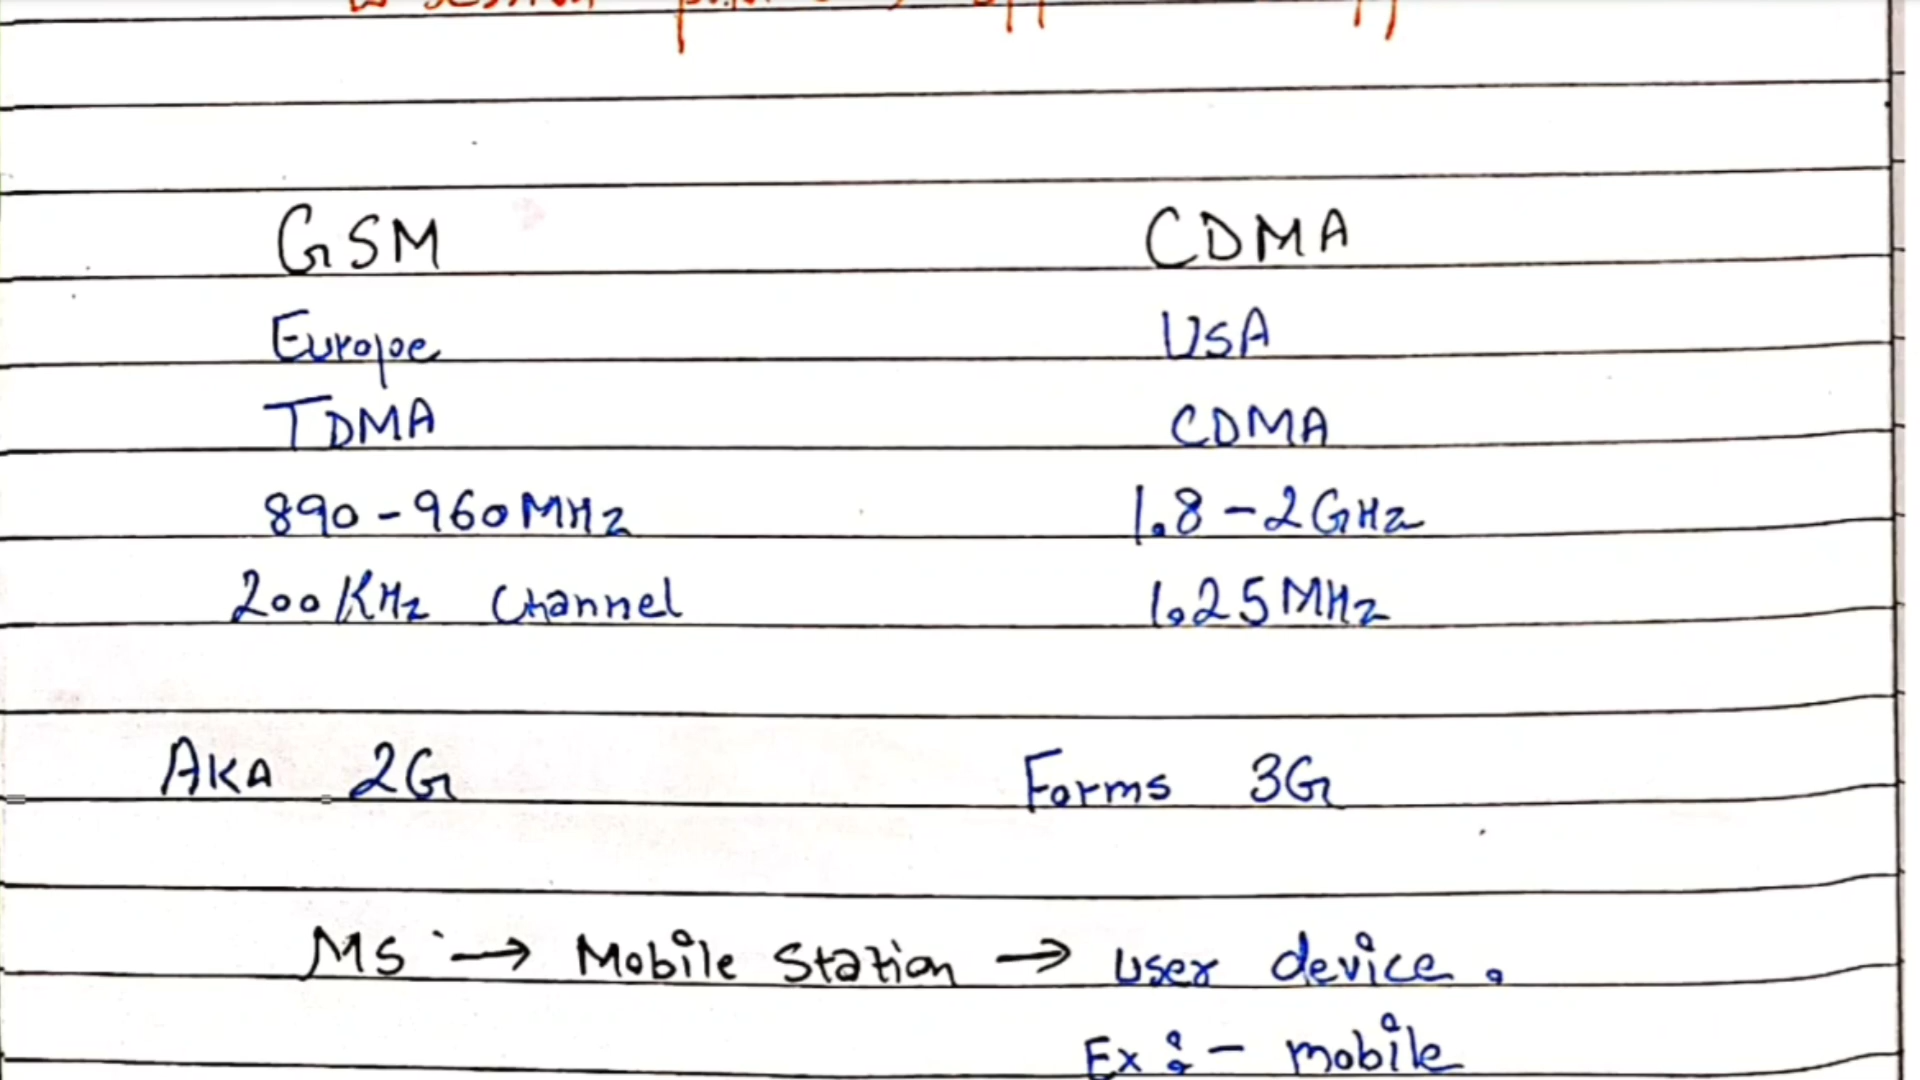 GSM CDMA
Europe USA
TDMA CDMA
890-960MHz 1.8-2GHz
200KHz Channel 1.25MHz
AKA 2G Forms 3G
MS → Mobile Station → user device.
Ex :- mobile